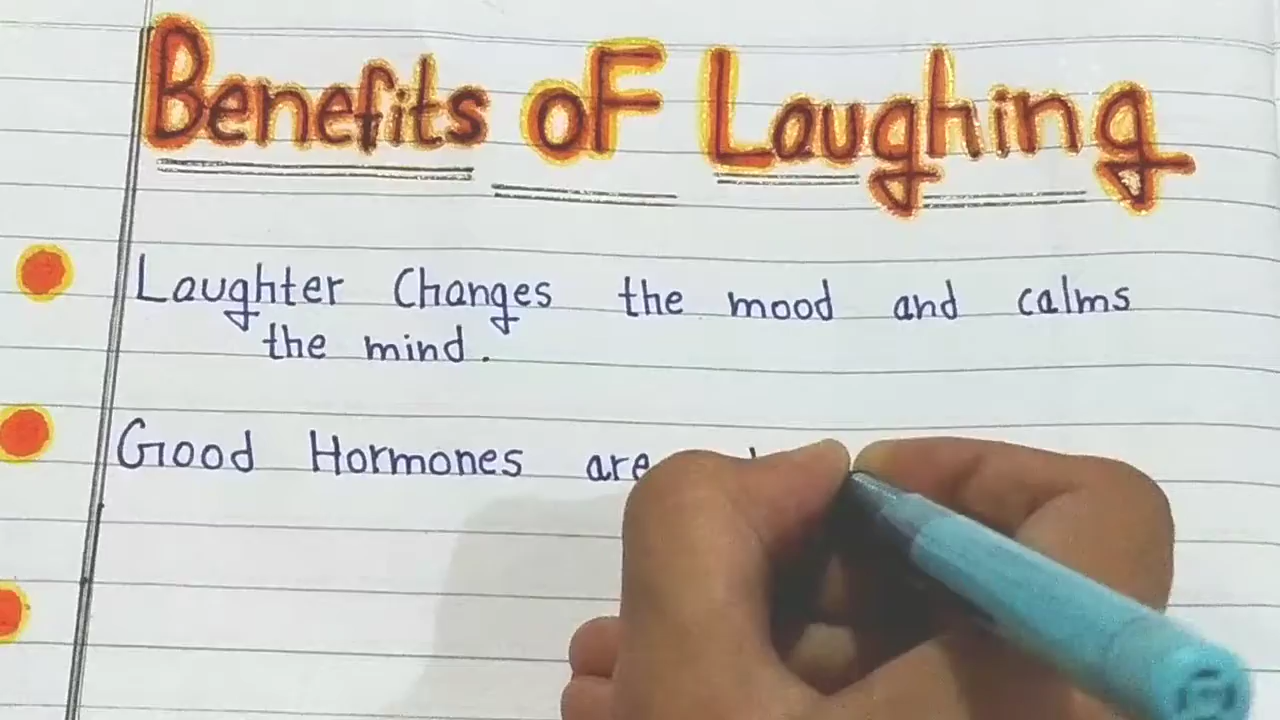 Benefits oF Laughing
Laughter Changes the mood and calms
the mind.
Good Hormones are